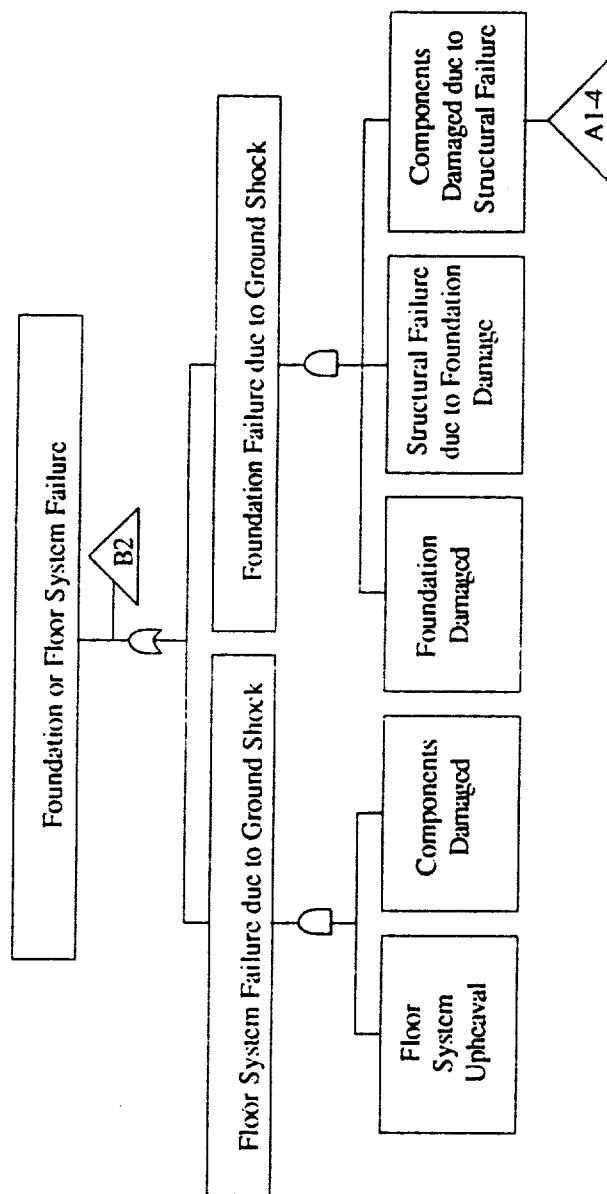 Foundation or Floor System Failure
B2
Floor System Failure due to Ground Shock
Foundation Failure due to Ground Shock
Floor
System
Upheaval
Components
Damaged
Foundation
Damaged
Structural Failure
due to Foundation
Damage
Components
Damaged due to
Structural Failure
A1-4